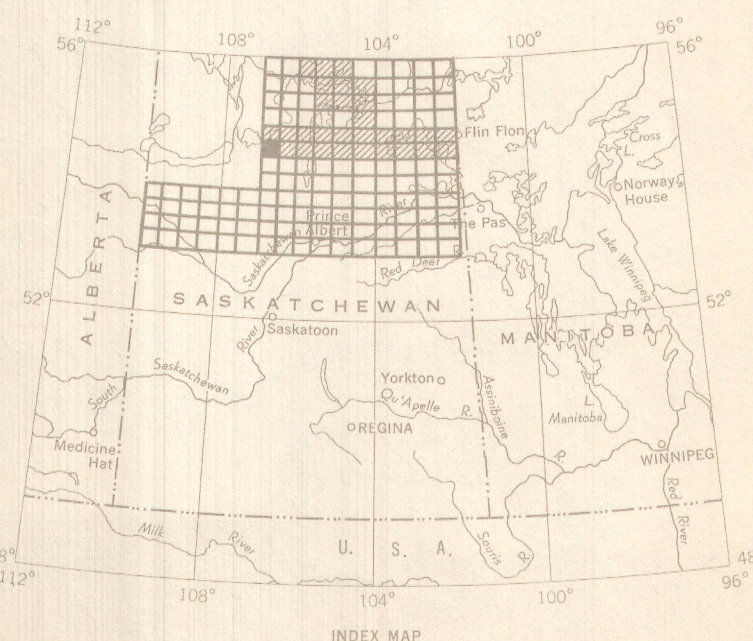 112°
108°
104°
100°
96°
56°
56°
Flin Flon
Cross
L.
Norway
House
River
Prince
Albert
The Pas
Saskatchewan
Red Deer
R.
Lake Winnipeg
ALBERTA
52°
SASKATCHEWAN
52°
MANITOBA
River
Saskatoon
South
Saskatchewan
Yorkton
Qu'Apelle R.
Assiniboine
R.
L.
Manitoba
REGINA
Medicine
Hat
WINNIPEG
Red
River
Milk River
U. S. A.
Souris
R.
8°
48
112°
108°
104°
100°
96°
INDEX MAP